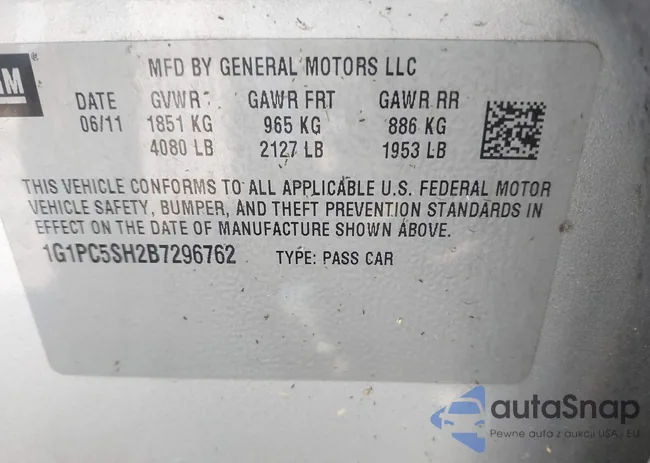 GM
MFD BY GENERAL MOTORS LLC
DATE GVWR GAWR FRT GAWR RR
06/11 1851 KG 965 KG 886 KG
4080 LB 2127 LB 1953 LB
THIS VEHICLE CONFORMS TO ALL APPLICABLE U.S. FEDERAL MOTOR
VEHICLE SAFETY, BUMPER, AND THEFT PREVENTION STANDARDS IN
EFFECT ON THE DATE OF MANUFACTURE SHOWN ABOVE.
1G1PC5SH2B7296762 TYPE: PASS CAR
autoSnap
Pewne auta z aukcji USA i EU